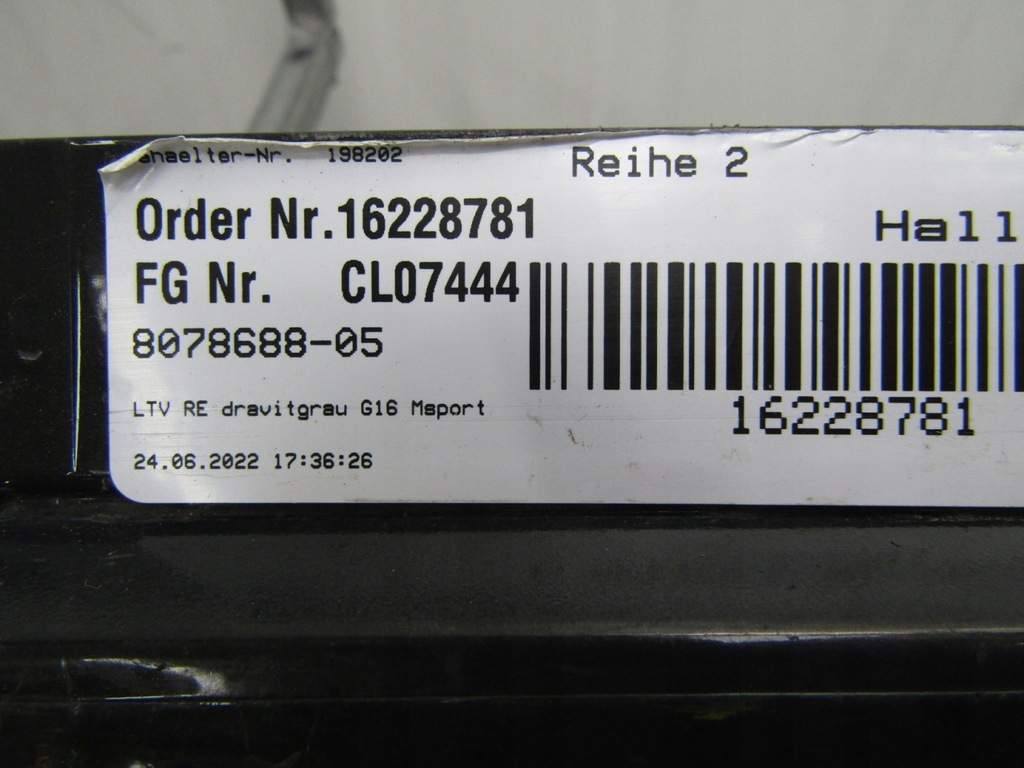 haelter-Nr. 198202
Reihe 2
Order Nr.16228781
Hall
FG Nr. CL07444
8078688-05
16228781
LTV RE dravitgrau G16 Msport
24.06.2022 17:36:26